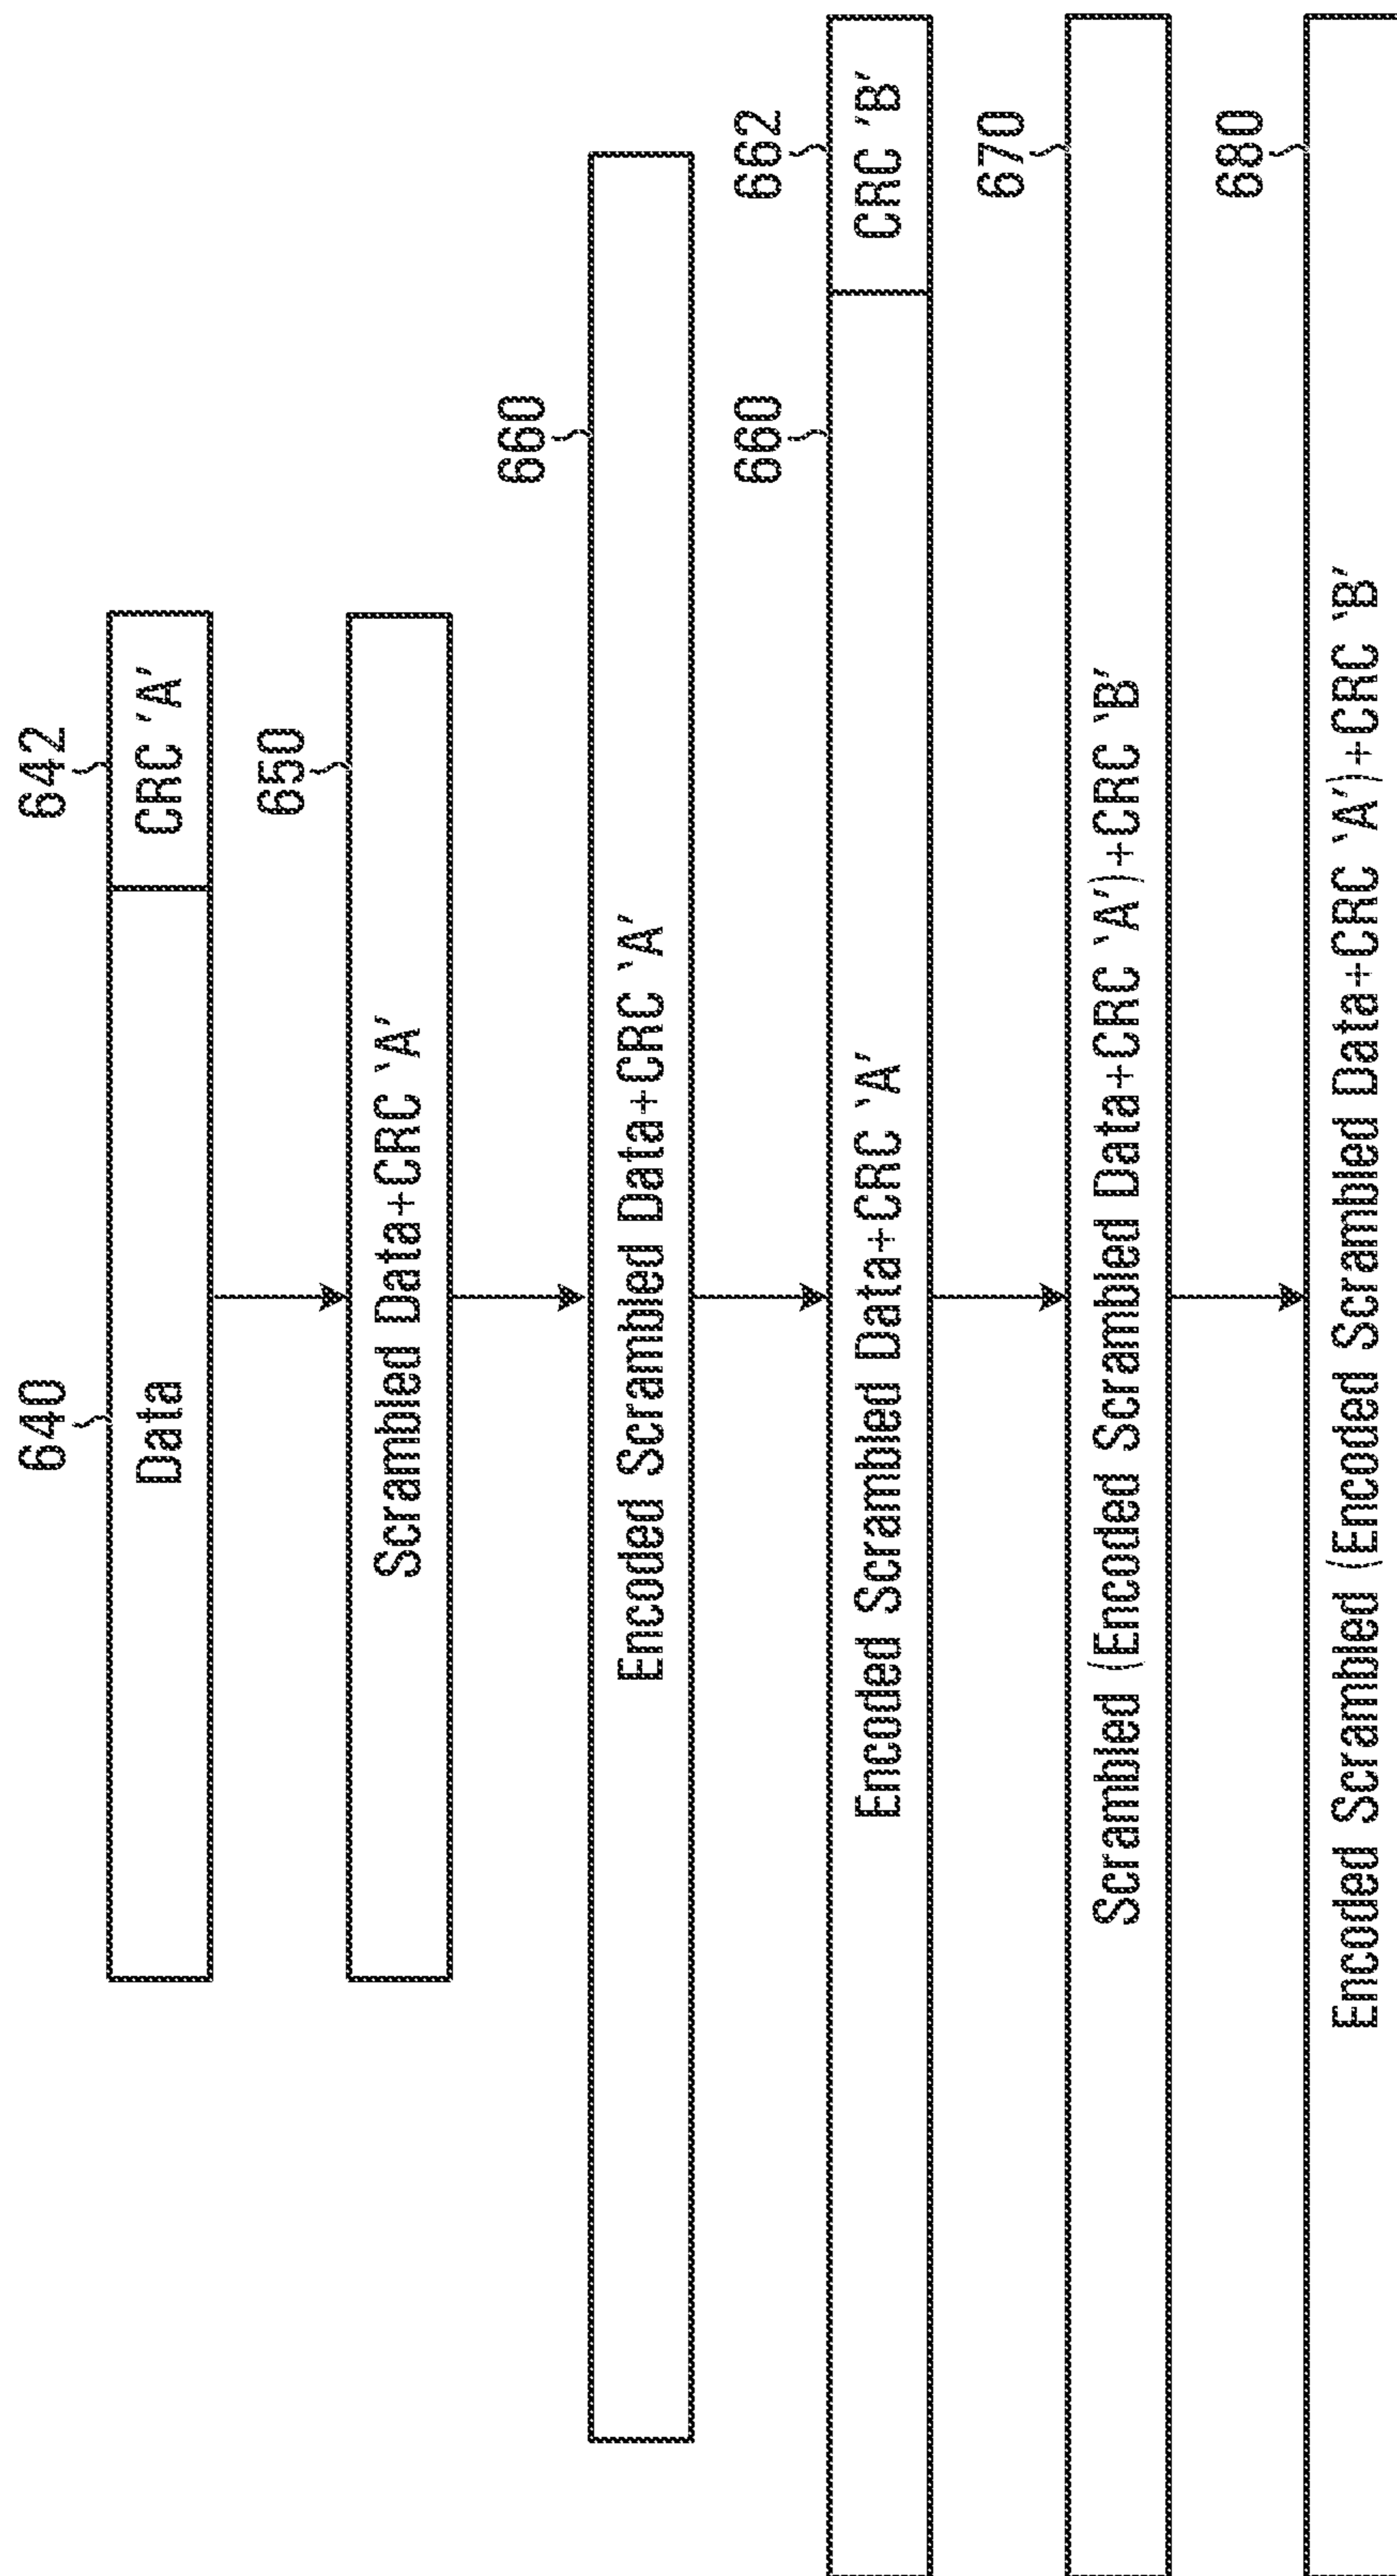 640
642
Data
CRC 'A'
650
Scrambled Data+CRC 'A'
660
Encoded Scrambled Data+CRC 'A'
660
662
Encoded Scrambled Data+CRC 'A'
CRC 'B'
670
Scrambled (Encoded Scrambled Data+CRC 'A')+CRC 'B'
680
Encoded Scrambled (Encoded Scrambled Data+CRC 'A')+CRC 'B'